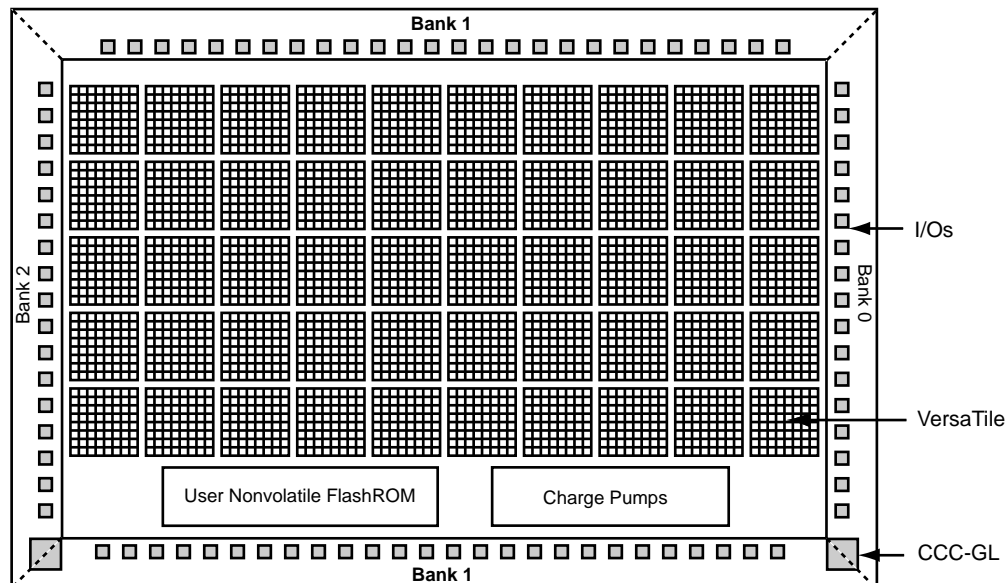 Bank 1
I/Os
Bank 2
Bank 0
VersaTile
User Nonvolatile FlashROM
Charge Pumps
CCC-GL
Bank 1